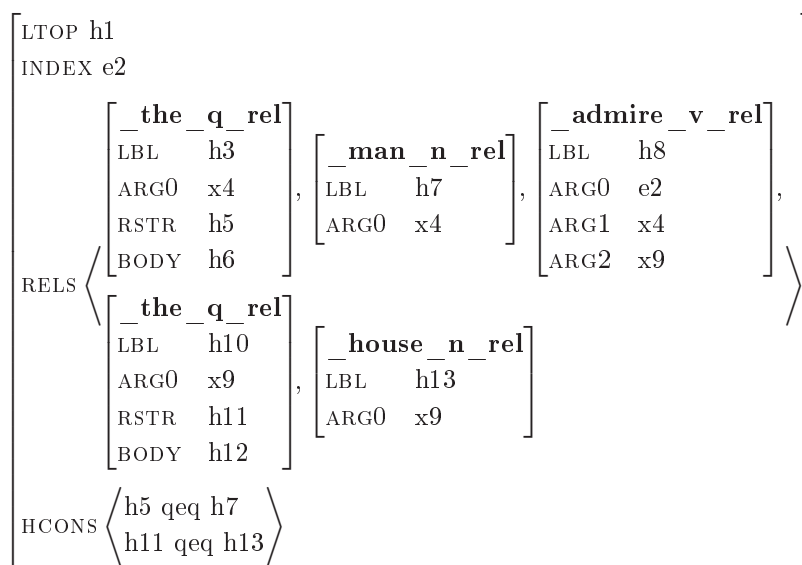 LTOP h1
INDEX e2
_the_q_rel
LBL h3
ARG0 x4
RSTR h5
BODY h6
,
_man_n_rel
LBL h7
ARG0 x4
,
_admire_v_rel
LBL h8
ARG0 e2
ARG1 x4
ARG2 x9
,
RELS
_the_q_rel
LBL h10
ARG0 x9
RSTR h11
BODY h12
,
_house_n_rel
LBL h13
ARG0 x9
HCONS
h5 qeq h7
h11 qeq h13